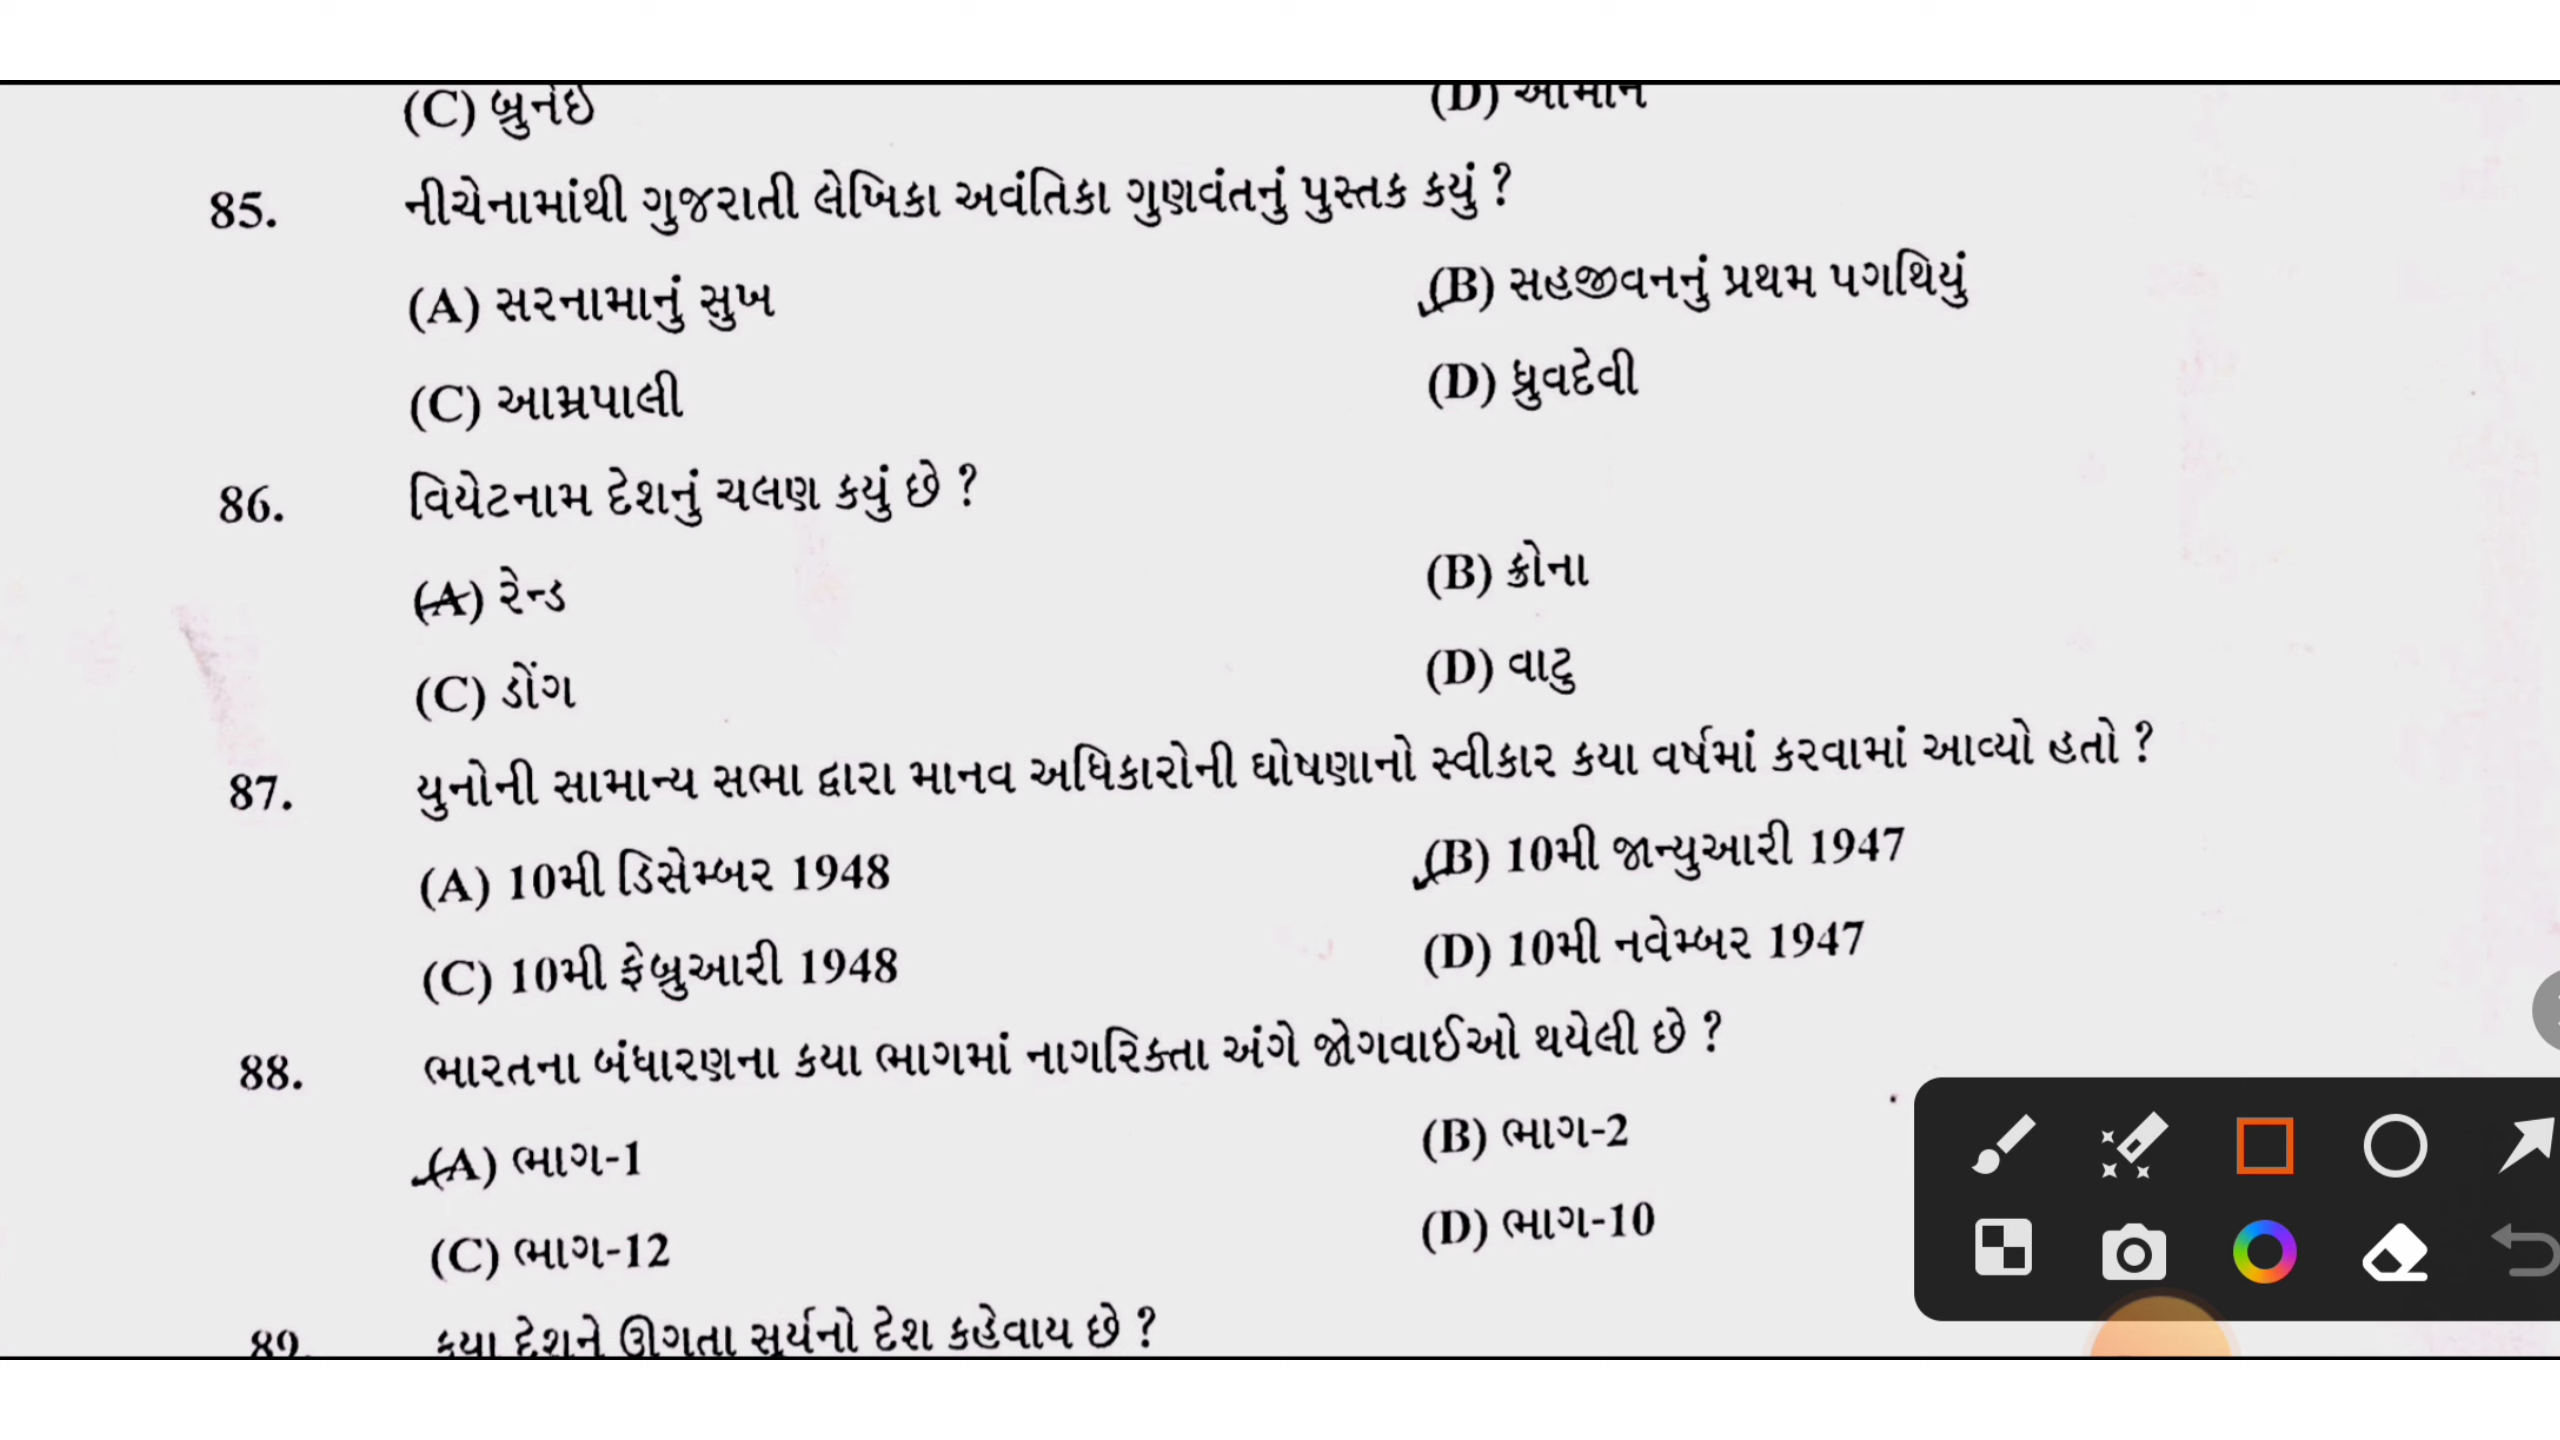 (C) બ્રુનેઈ (D) ઓમાન
85. નીચેનામાંથી ગુજરાતી લેખિકા અવંતિકા ગુણવંતનું પુસ્તક કયું ?
(A) સરનામાનું સુખ (B) સહજીવનનું પ્રથમ પગથિયું
(C) આમ્રપાલી (D) ધ્રુવદેવી
86. વિયેટનામ દેશનું ચલણ કયું છે ?
(A) રેન્ડ (B) ક્રોના
(C) ડોંગ (D) વાટુ
87. યુનોની સામાન્ય સભા દ્વારા માનવ અધિકારોની ઘોષણાનો સ્વીકાર કયા વર્ષમાં કરવામાં આવ્યો હતો ?
(A) 10મી ડિસેમ્બર 1948 (B) 10મી જાન્યુઆરી 1947
(C) 10મી ફેબ્રુઆરી 1948 (D) 10મી નવેમ્બર 1947
88. ભારતના બંધારણના કયા ભાગમાં નાગરિક્તા અંગે જોગવાઈઓ થયેલી છે ?
(A) ભાગ-1 (B) ભાગ-2
(C) ભાગ-12 (D) ભાગ-10
89. કયા દેશને ઊગતા સૂર્યનો દેશ કહેવાય છે ?